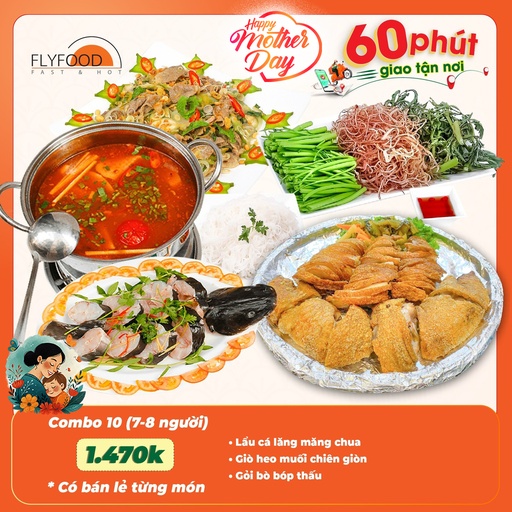 FLYFOOD
FAST & HOT
Happy
Mother
Day
60phút
giao tận nơi
Combo 10 (7-8 người)
1.470k
* Có bán lẻ từng món
• Lẩu cá lăng măng chua
• Giò heo muối chiên giòn
• Gỏi bò bóp thấu